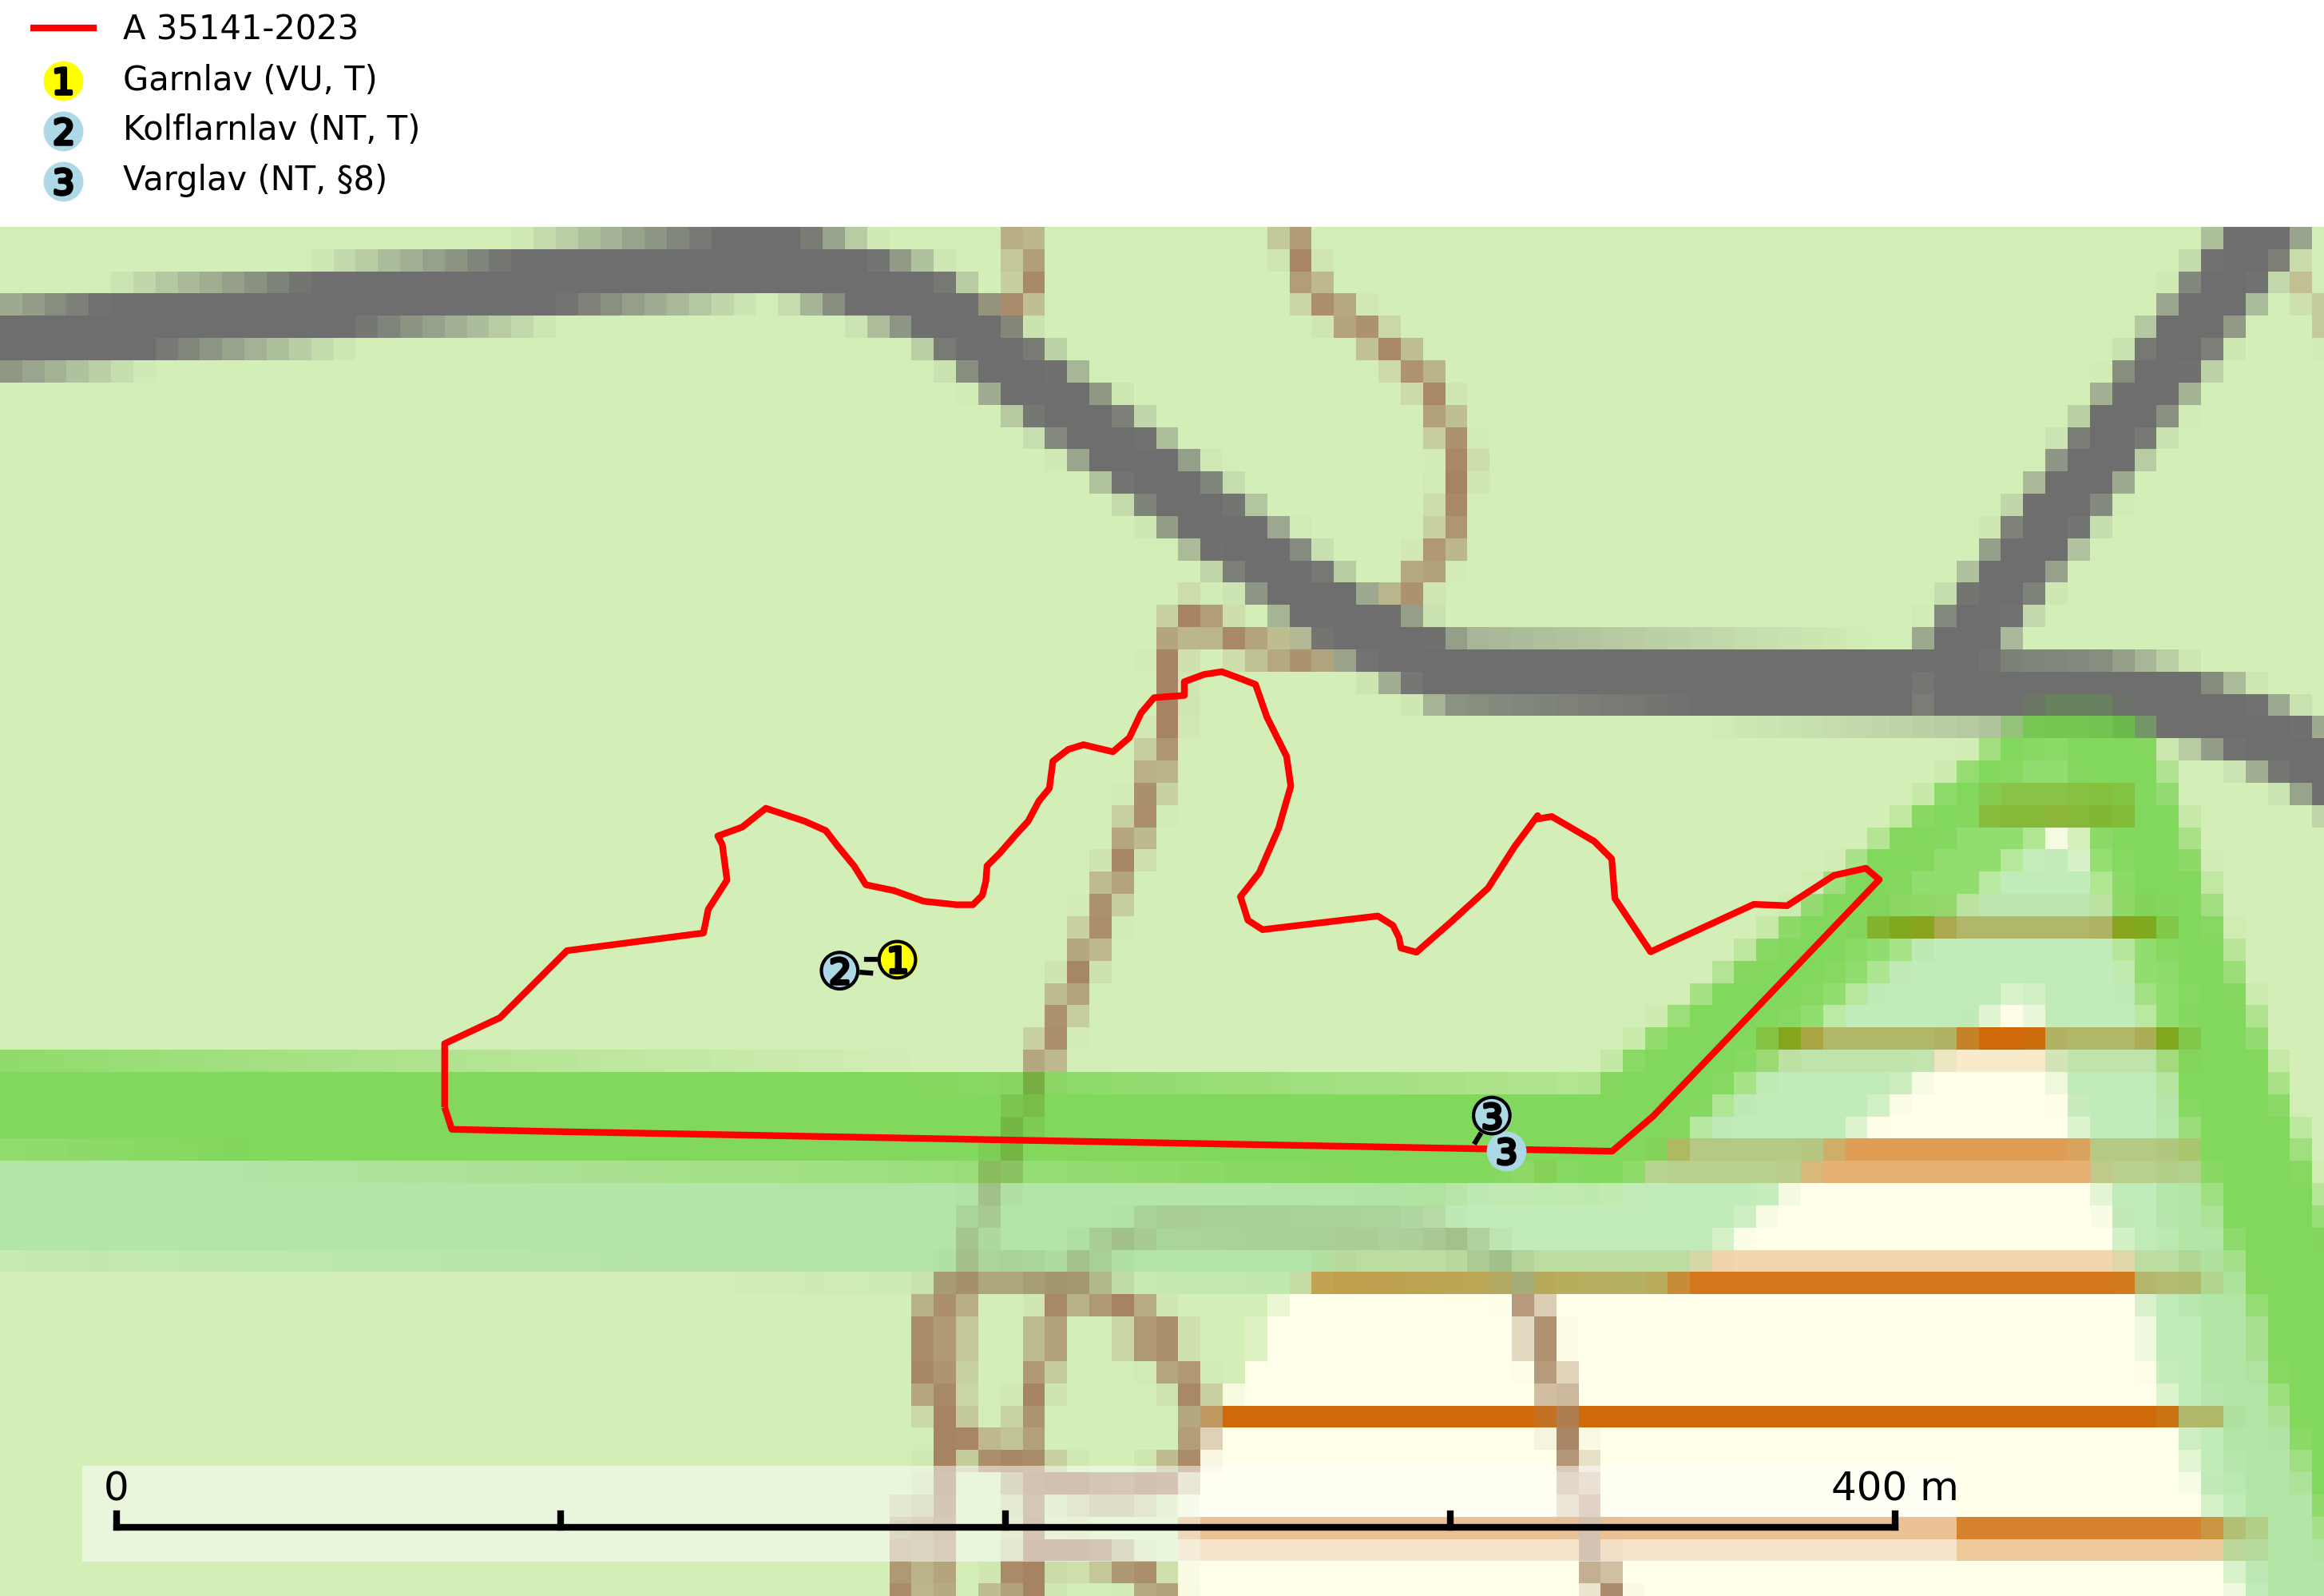 A 35141-2023
1 Garnlav (VU, T)
2 Kolflarnlav (NT, T)
3 Varglav (NT, §8)
2 1
3
3
0 400 m